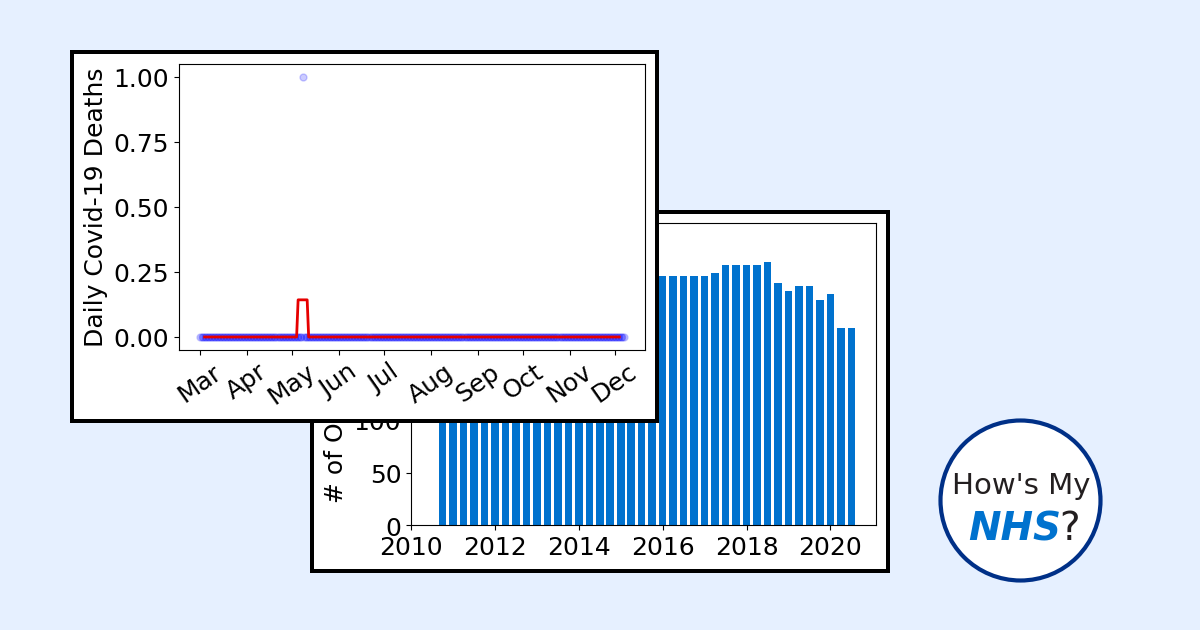 Daily Covid-19 Deaths
1.00
0.75
0.50
0.25
0.00
Mar Apr May Jun Jul Aug Sep Oct Nov Dec
# of O
100
50
0
2010 2012 2014 2016 2018 2020
How's My
NHS?